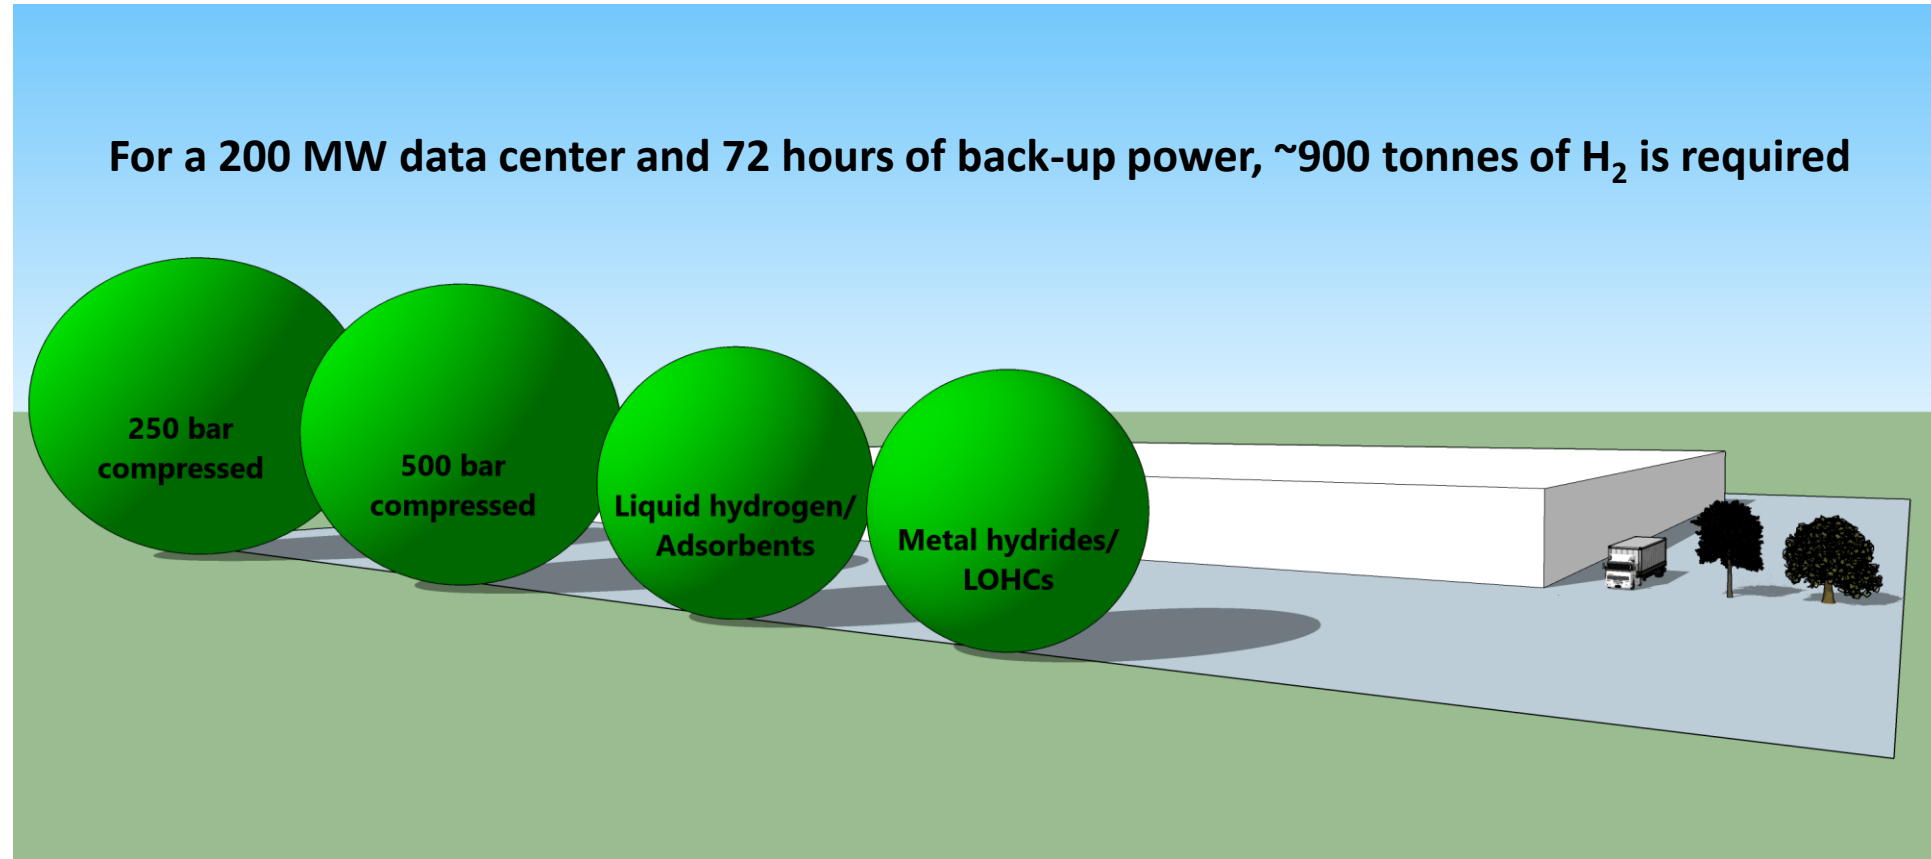 For a 200 MW data center and 72 hours of back-up power, ~900 tonnes of H₂ is required
250 bar
compressed
500 bar
compressed
Liquid hydrogen/
Adsorbents
Metal hydrides/
LOHCs